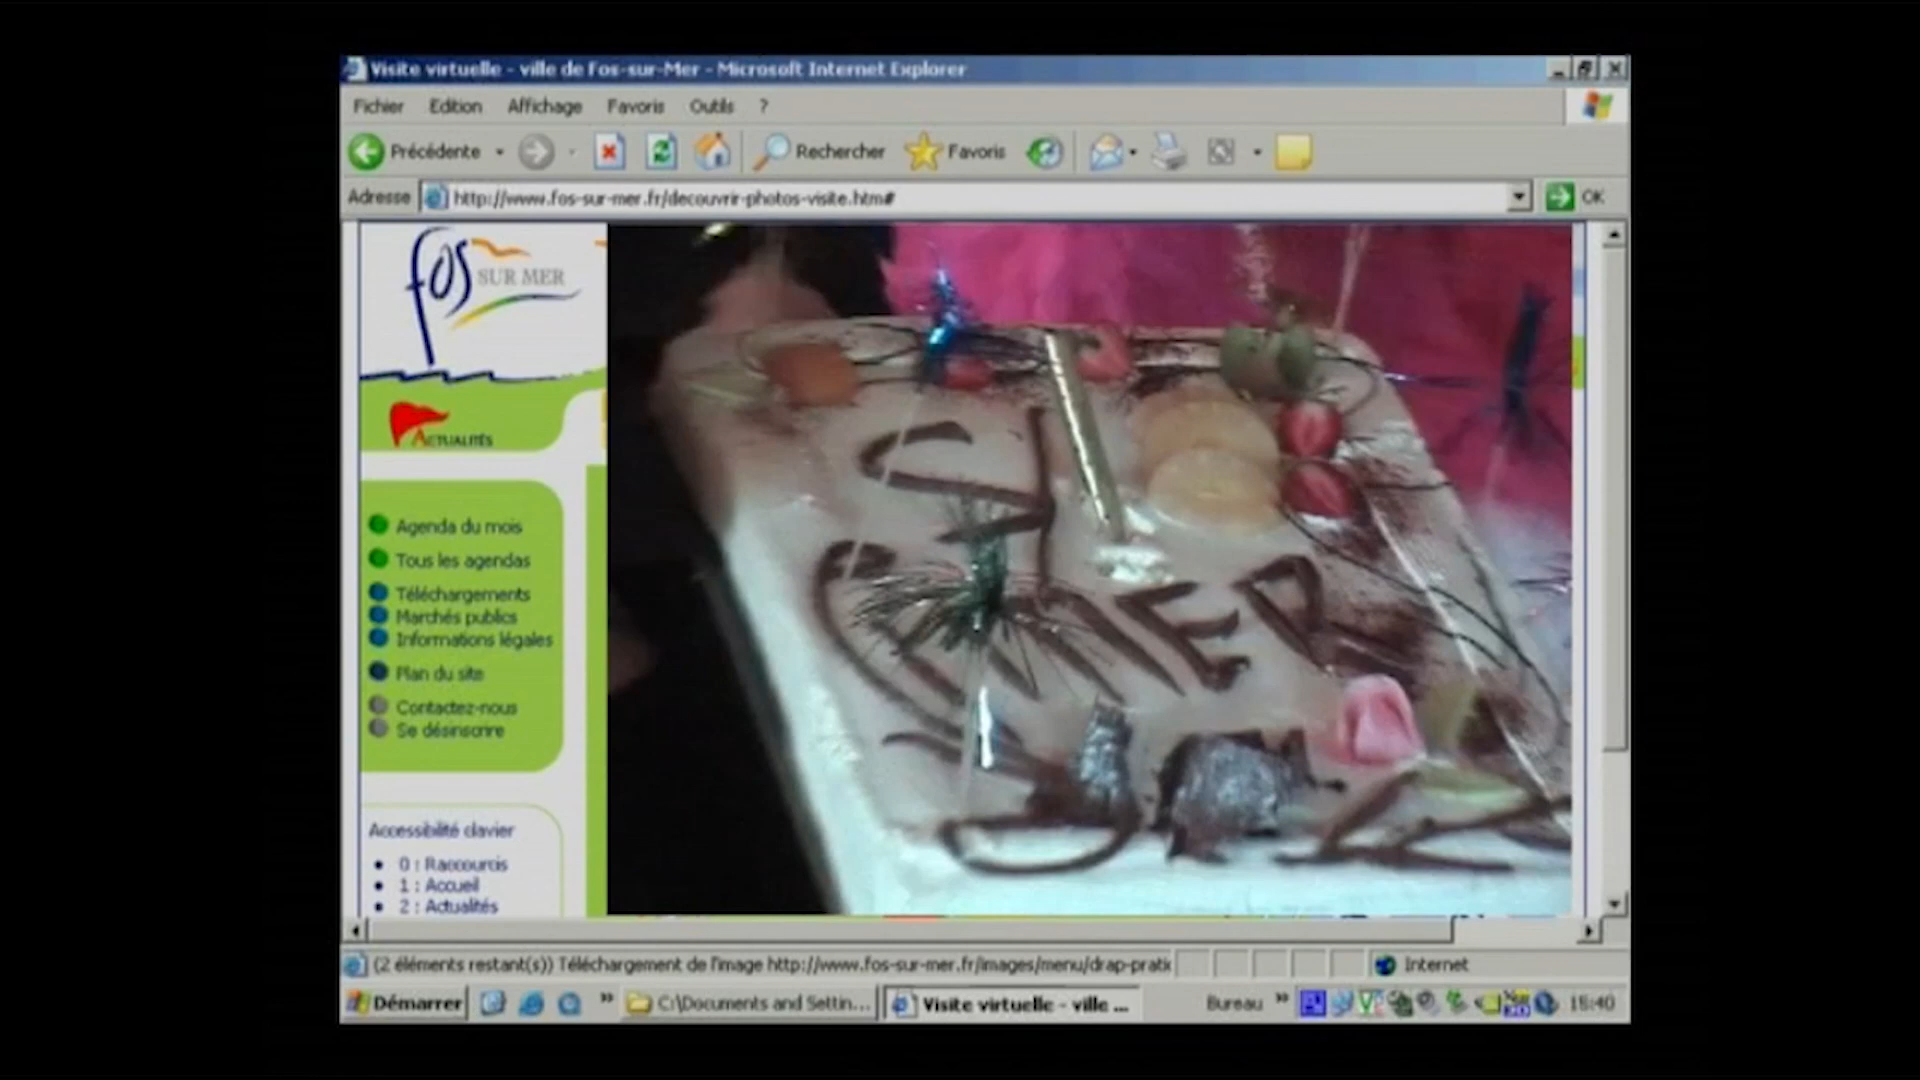 Visite virtuelle - ville de Fos-sur-Mer - Microsoft Internet Explorer
Fichier Edition Affichage Favoris Outils ?
Précédente Rechercher Favoris
Adresse http://www.fos-sur-mer.fr/decouvrir-photos-visite.htm# OK
fos SUR MER
ACTUALITÉS
Agenda du mois
Tous les agendas
Téléchargements
Marchés publics
Informations légales
Plan du site
Contactez-nous
Se désinscrire
Accessibilité clavier
0 : Raccourcis
1 : Accueil
2 : Actualités
(2 éléments restant(s)) Téléchargement de l'image http://www.fos-sur-mer.fr/images/menu/drap-pratic Internet
Démarrer » C:\Documents and Settin... Visite virtuelle - ville ... Bureau » 15:40